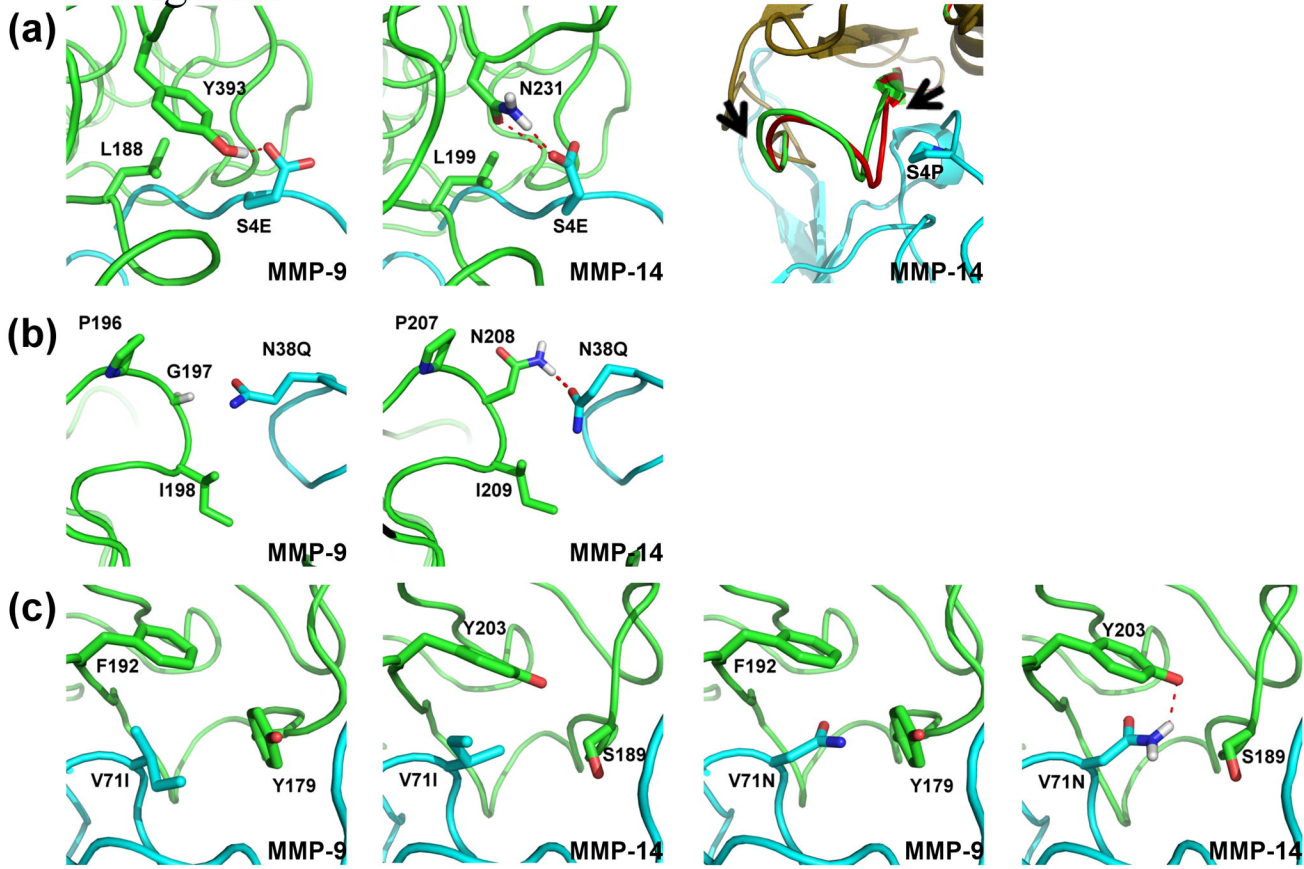 (a)
Y393
L188
S4E
MMP-9
N231
L199
S4E
MMP-14
S4P
MMP-14
(b)
P196
G197
N38Q
I198
MMP-9
P207
N208
N38Q
I209
MMP-14
(c)
F192
V71I
Y179
MMP-9
Y203
V71I
S189
MMP-14
F192
V71N
Y179
MMP-9
Y203
V71N
S189
MMP-14